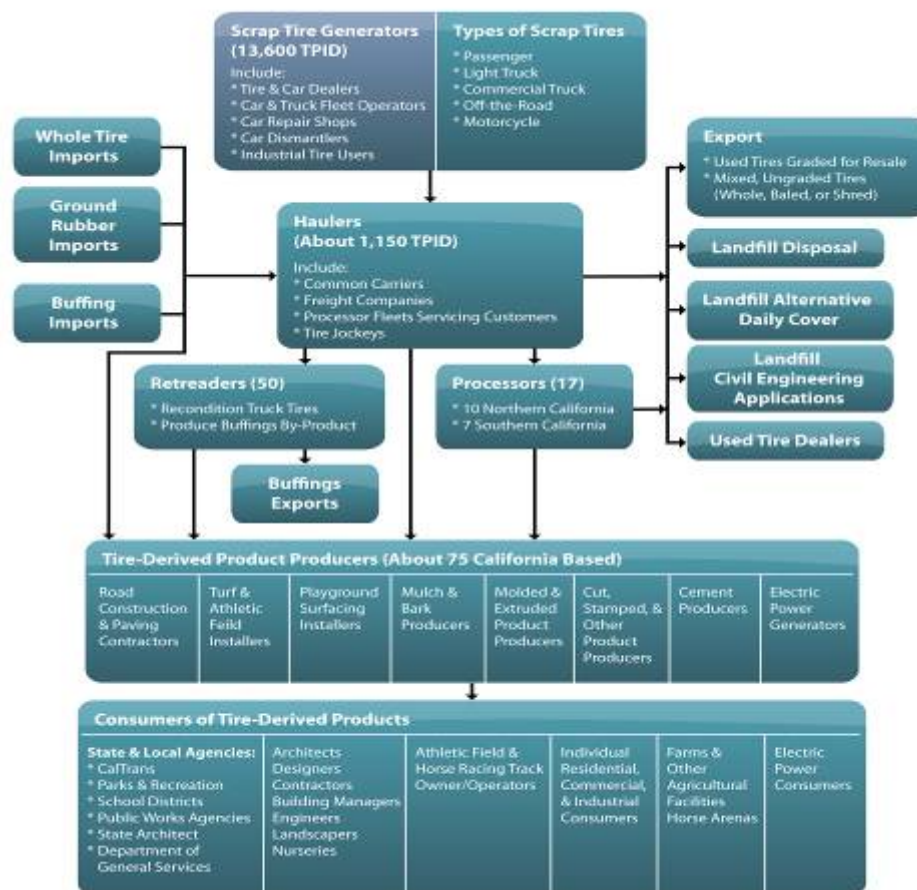 Scrap Tire Generators
(13,600 TPID)
Include:
* Tire & Car Dealers
* Car & Truck Fleet Operators
* Car Repair Shops
* Car Dismantlers
* Industrial Tire Users
Types of Scrap Tires
* Passenger
* Light Truck
* Commercial Truck
* Off-the-Road
* Motorcycle
Whole Tire
Imports
Ground
Rubber
Imports
Buffing
Imports
Haulers
(About 1,150 TPID)
Include:
* Common Carriers
* Freight Companies
* Processor Fleets Servicing Customers
* Tire Jockeys
Export
* Used Tires Graded for Resale
* Mixed, Ungraded Tires
(Whole, Baled, or Shred)
Landfill Disposal
Landfill Alternative
Daily Cover
Landfill
Civil Engineering
Applications
Used Tire Dealers
Retreaders (50)
* Recondition Truck Tires
* Produce Buffings By-Product
Processors (17)
* 10 Northern California
* 7 Southern California
Buffings
Exports
Tire-Derived Product Producers (About 75 California Based)
Road
Construction
& Paving
Contractors
Turf &
Athletic
Feild
Installers
Playground
Surfacing
Installers
Mulch &
Bark
Producers
Molded &
Extruded
Product
Producers
Cut,
Stamped, &
Other
Product
Producers
Cement
Producers
Electric
Power
Generators
Consumers of Tire-Derived Products
State & Local Agencies:
* CalTrans
* Parks & Recreation
* School Districts
* Public Works Agencies
* State Architect
* Department of
General Services
Architects
Designers
Contractors
Building Managers
Engineers
Landscapers
Nurseries
Athletic Field &
Horse Racing Track
Owner/Operators
Individual
Residential,
Commercial,
& Industrial
Consumers
Farms &
Other
Agricultural
Facilities
Horse Arenas
Electric
Power
Consumers